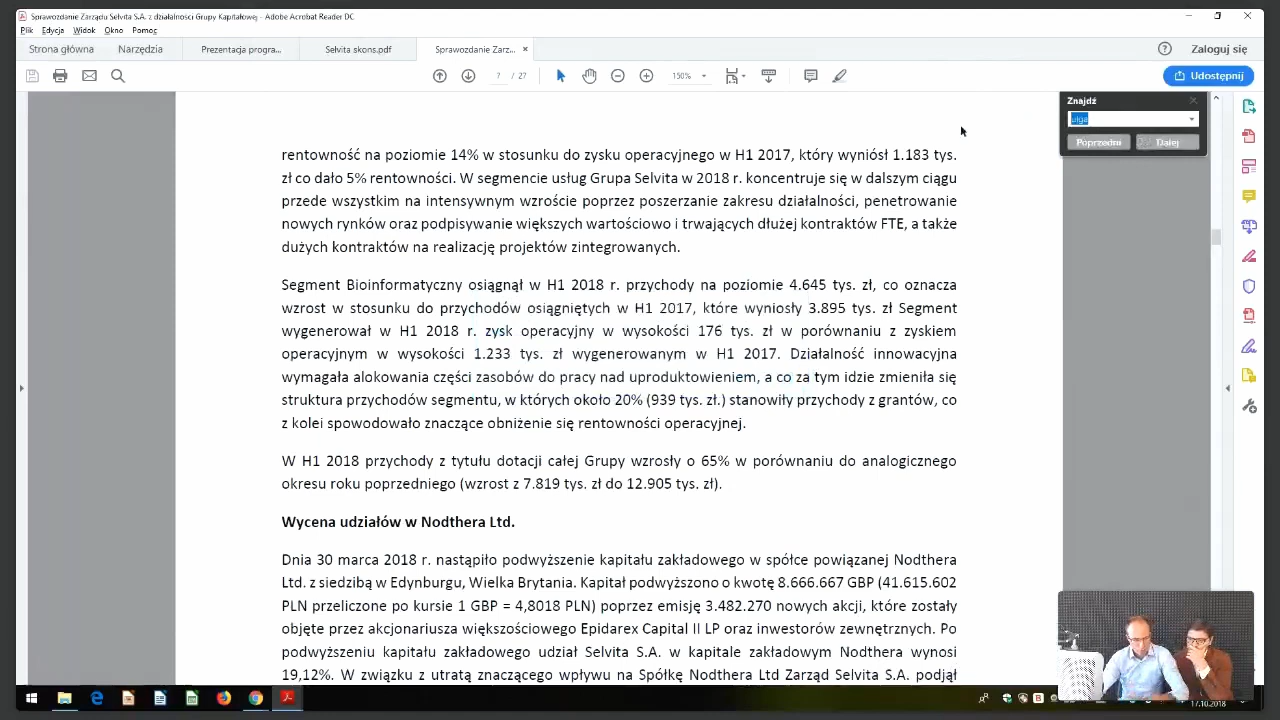 Sprawozdanie Zarządu Selvita S.A. z działalności Grupy Kapitałowej - Adobe Acrobat Reader DC
Plik Edycja Widok Okno Pomoc
Strona główna Narzędzia Prezentacja progra... Selvita skons.pdf Sprawozdanie Zarz... × Zaloguj się
7 / 27 150% Udostępnij
Znajdź
Poprzedni Dalej
rentowność na poziomie 14% w stosunku do zysku operacyjnego w H1 2017, który wyniósł 1.183 tys.
zł co dało 5% rentowności. W segmencie usług Grupa Selvita w 2018 r. koncentruje się w dalszym ciągu
przede wszystkim na intensywnym wzroście poprzez poszerzanie zakresu działalności, penetrowanie
nowych rynków oraz podpisywanie większych wartościowo i trwających dłużej kontraktów FTE, a także
dużych kontraktów na realizację projektów zintegrowanych.
Segment Bioinformatyczny osiągnął w H1 2018 r. przychody na poziomie 4.645 tys. zł, co oznacza
wzrost w stosunku do przychodów osiągniętych w H1 2017, które wyniosły 3.895 tys. zł Segment
wygenerował w H1 2018 r. zysk operacyjny w wysokości 176 tys. zł w porównaniu z zyskiem
operacyjnym w wysokości 1.233 tys. zł wygenerowanym w H1 2017. Działalność innowacyjna
wymagała alokowania części zasobów do pracy nad uproduktowieniem, a co za tym idzie zmieniła się
struktura przychodów segmentu, w których około 20% (939 tys. zł.) stanowiły przychody z grantów, co
z kolei spowodowało znaczące obniżenie się rentowności operacyjnej.
W H1 2018 przychody z tytułu dotacji całej Grupy wzrosły o 65% w porównaniu do analogicznego
okresu roku poprzedniego (wzrost z 7.819 tys. zł do 12.905 tys. zł).
Wycena udziałów w Nodthera Ltd.
Dnia 30 marca 2018 r. nastąpiło podwyższenie kapitału zakładowego w spółce powiązanej Nodthera
Ltd. z siedzibą w Edynburgu, Wielka Brytania. Kapitał podwyższono o kwotę 8.666.667 GBP (41.615.602
PLN przeliczone po kursie 1 GBP = 4,8018 PLN) poprzez emisję 3.482.270 nowych akcji, które zostały
objęte przez akcjonariusza większościowego Epidarex Capital II LP oraz inwestorów zewnętrznych. Po
podwyższeniu kapitału zakładowego udział Selvita S.A. w kapitale zakładowym Nodthera wynosi
19,12%. W związku z utratą znaczącego wpływu na Spółkę Nodthera Ltd Zarząd Selvita S.A. podjął
17.10.2018